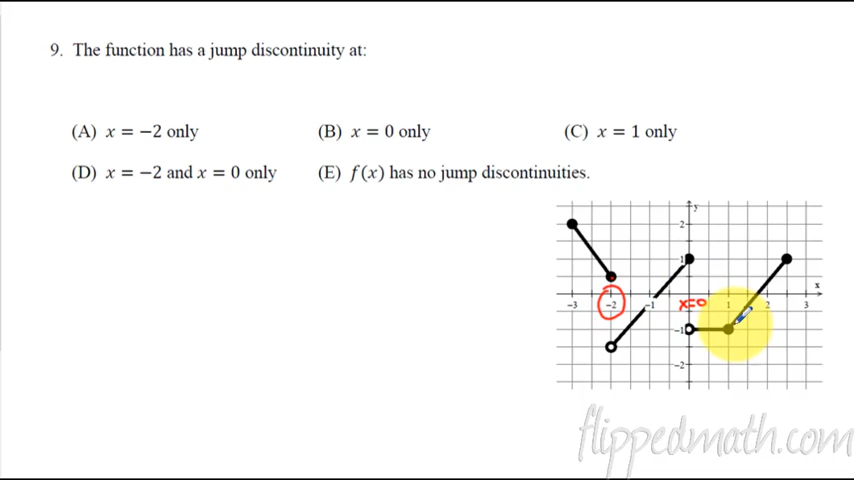 9. The function has a jump discontinuity at:
(A) x = −2 only (B) x = 0 only (C) x = 1 only
(D) x = −2 and x = 0 only (E) f(x) has no jump discontinuities.
y
2
1
x
−3 −2 −1 x=0 1 2 3
−1
−2
flippedmath.com